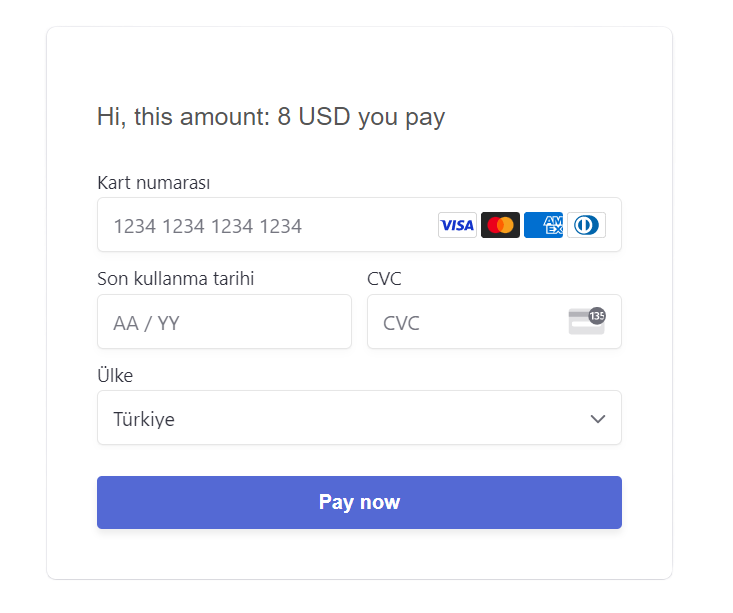 Hi, this amount: 8 USD you pay
Kart numarası
1234 1234 1234 1234 VISA AM EX
Son kullanma tarihi CVC
AA / YY CVC 135
Ülke
Türkiye
Pay now